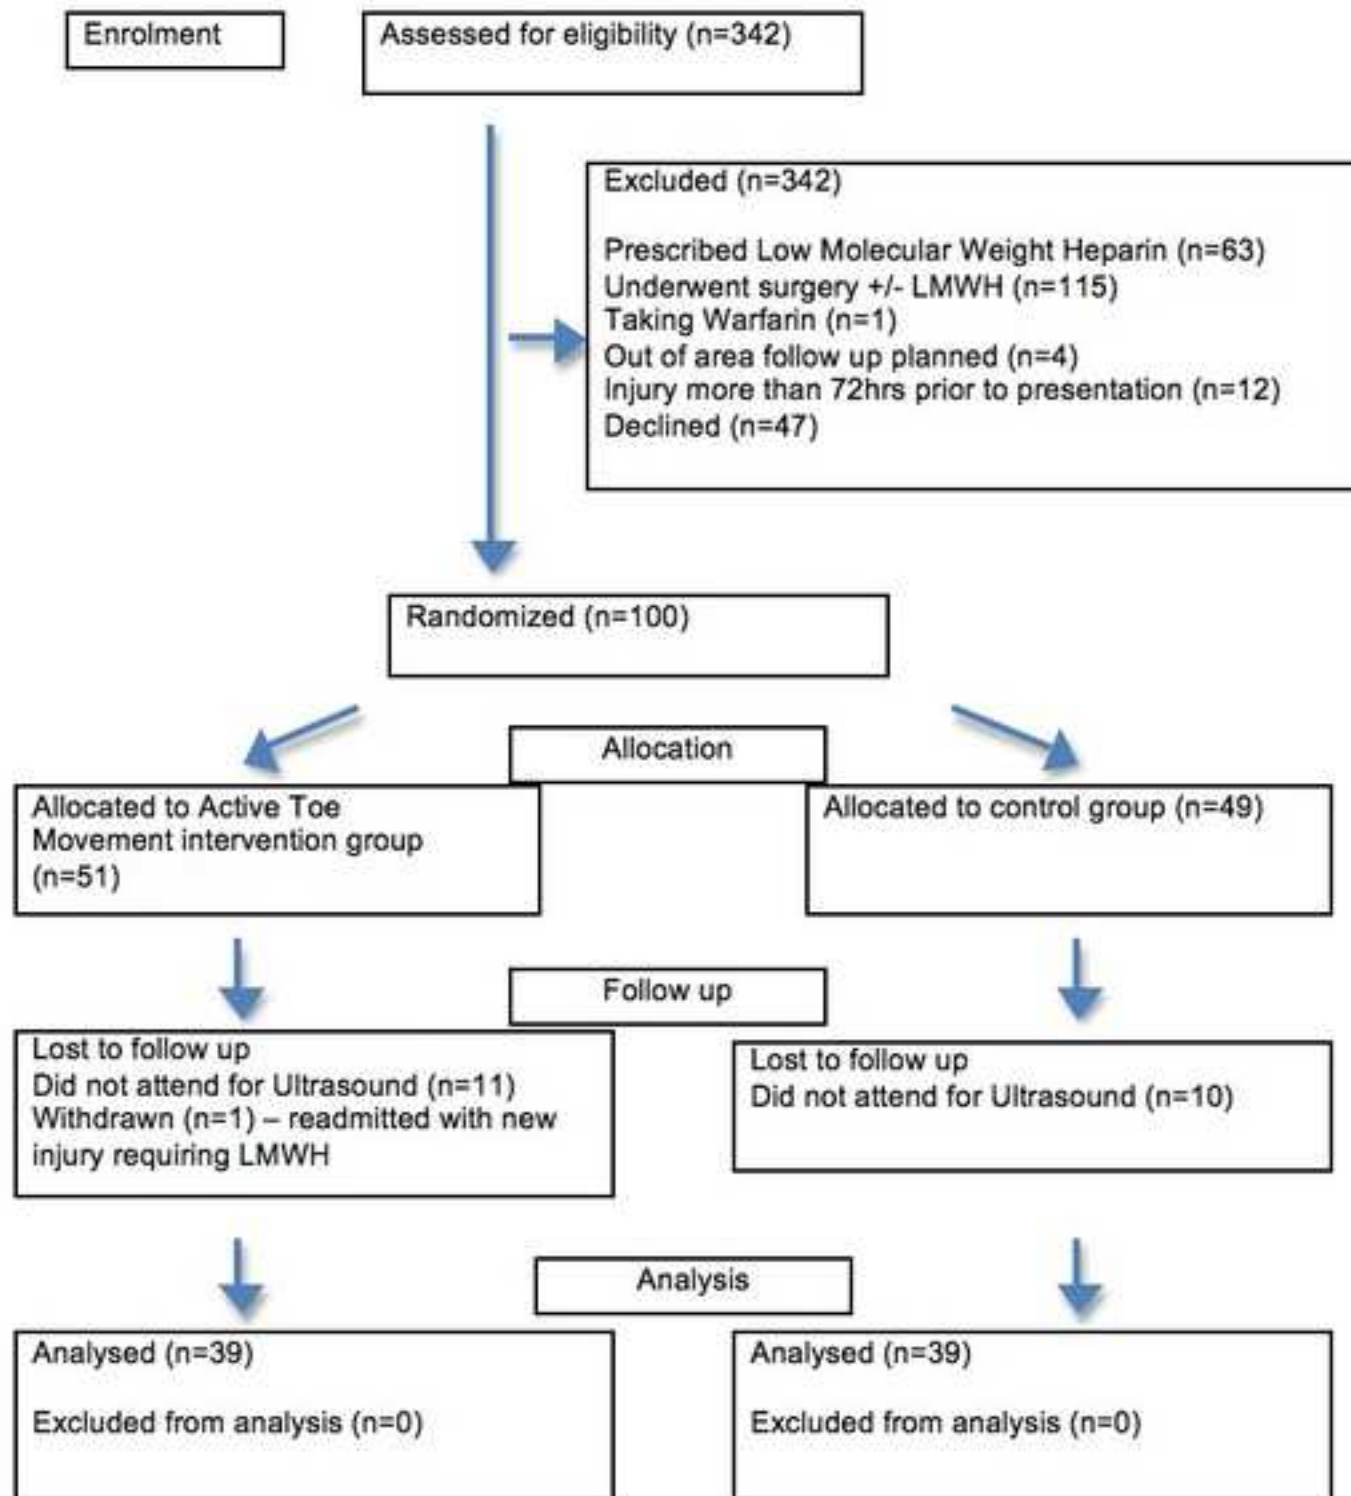 Enrolment
Assessed for eligibility (n=342)
Excluded (n=342)
Prescribed Low Molecular Weight Heparin (n=63)
Underwent surgery +/- LMWH (n=115)
Taking Warfarin (n=1)
Out of area follow up planned (n=4)
Injury more than 72hrs prior to presentation (n=12)
Declined (n=47)
Randomized (n=100)
Allocation
Allocated to Active Toe
Movement intervention group
(n=51)
Allocated to control group (n=49)
Follow up
Lost to follow up
Did not attend for Ultrasound (n=11)
Withdrawn (n=1) – readmitted with new
injury requiring LMWH
Lost to follow up
Did not attend for Ultrasound (n=10)
Analysis
Analysed (n=39)
Excluded from analysis (n=0)
Analysed (n=39)
Excluded from analysis (n=0)